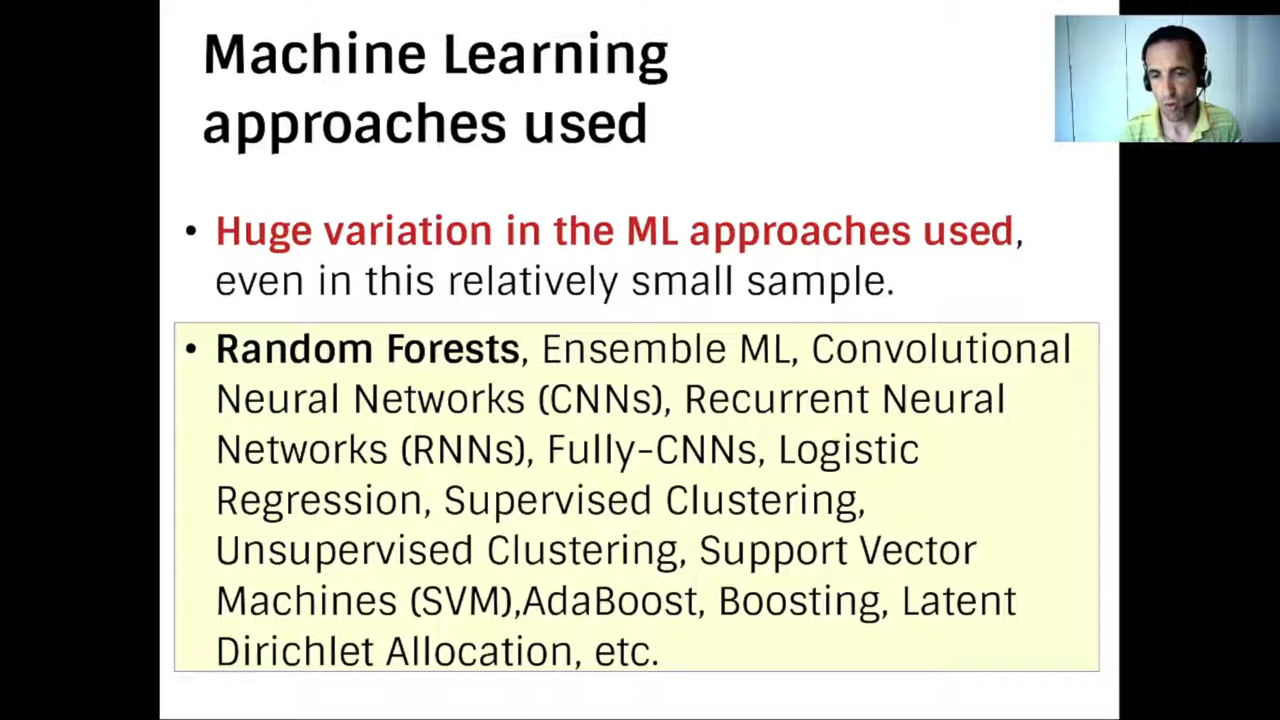 Machine Learning
approaches used
• Huge variation in the ML approaches used,
even in this relatively small sample.
• Random Forests, Ensemble ML, Convolutional
Neural Networks (CNNs), Recurrent Neural
Networks (RNNs), Fully-CNNs, Logistic
Regression, Supervised Clustering,
Unsupervised Clustering, Support Vector
Machines (SVM),AdaBoost, Boosting, Latent
Dirichlet Allocation, etc.